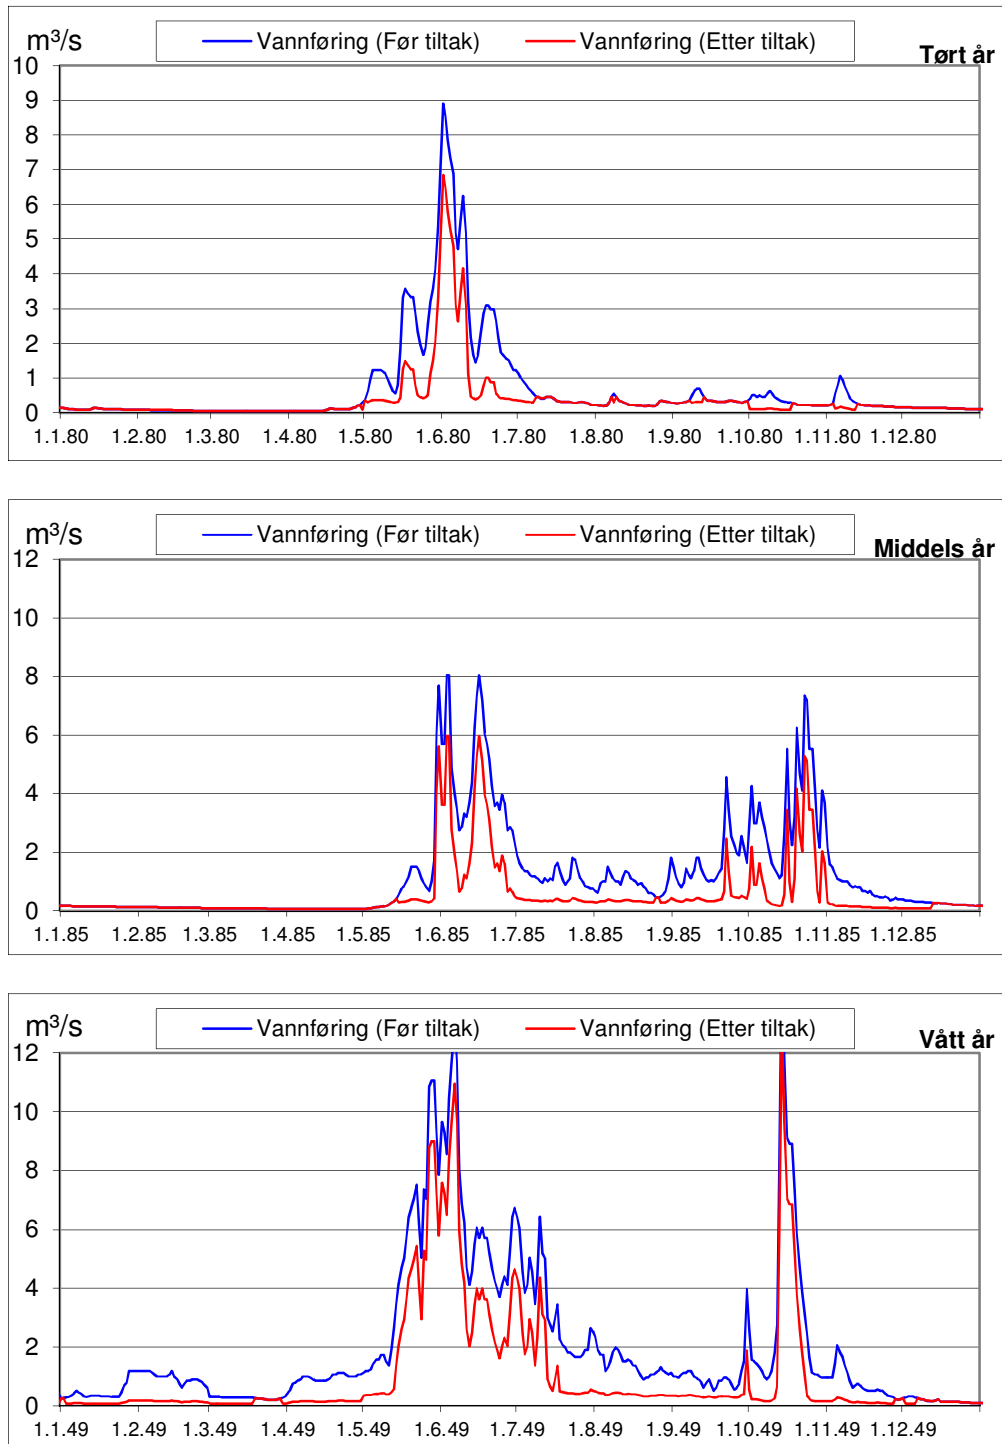 m³/s
Vannføring (Før tiltak)
Vannføring (Etter tiltak)
Tørt år
10
9
8
7
6
5
4
3
2
1
0
1.1.80 1.2.80 1.3.80 1.4.80 1.5.80 1.6.80 1.7.80 1.8.80 1.9.80 1.10.80 1.11.80 1.12.80
m³/s
Vannføring (Før tiltak)
Vannføring (Etter tiltak)
Middels år
12
10
8
6
4
2
0
1.1.85 1.2.85 1.3.85 1.4.85 1.5.85 1.6.85 1.7.85 1.8.85 1.9.85 1.10.85 1.11.85 1.12.85
m³/s
Vannføring (Før tiltak)
Vannføring (Etter tiltak)
Vått år
12
10
8
6
4
2
0
1.1.49 1.2.49 1.3.49 1.4.49 1.5.49 1.6.49 1.7.49 1.8.49 1.9.49 1.10.49 1.11.49 1.12.49